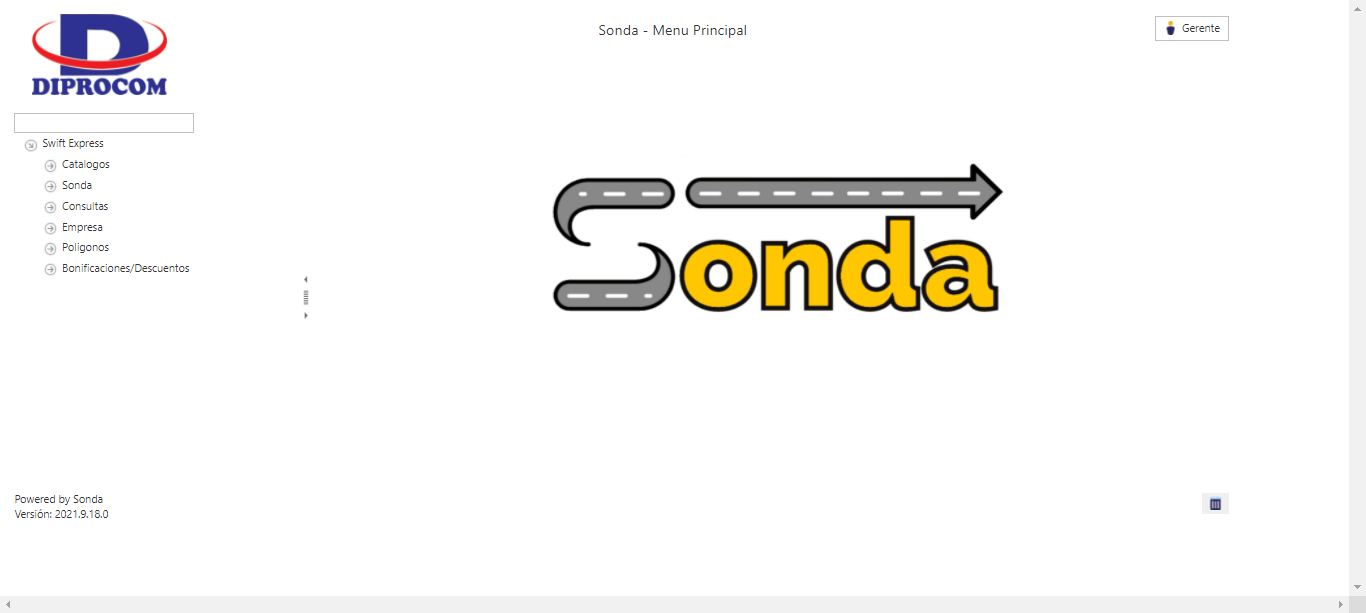 DIPROCOM
Sonda - Menu Principal
Gerente
Swift Express
Catalogos
Sonda
Consultas
Empresa
Poligonos
Bonificaciones/Descuentos
Sonda
Powered by Sonda
Versión: 2021.9.18.0